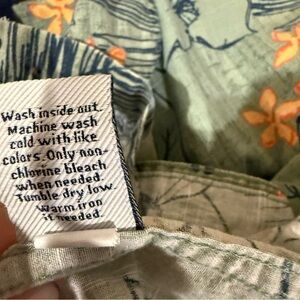 Wash inside out.
Machine wash
cold with like
colors. Only non-
chlorine bleach
when needed.
Tumble dry low.
Warm iron
if needed.